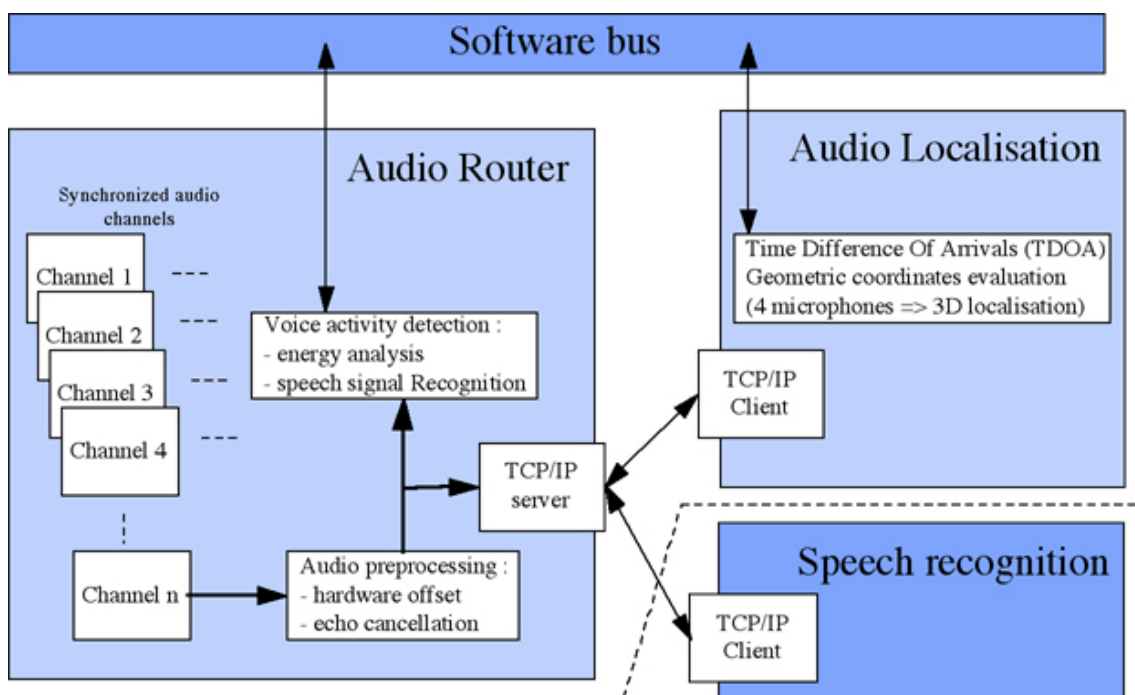 Software bus
Audio Router
Synchronized audio
channels
Channel 1
Channel 2
Channel 3
Channel 4
Channel n
Voice activity detection :
- energy analysis
- speech signal Recognition
TCP/IP
server
Audio preprocessing :
- hardware offset
- echo cancellation
Audio Localisation
Time Difference Of Arrivals (TDOA)
Geometric coordinates evaluation
(4 microphones => 3D localisation)
TCP/IP
Client
Speech recognition
TCP/IP
Client